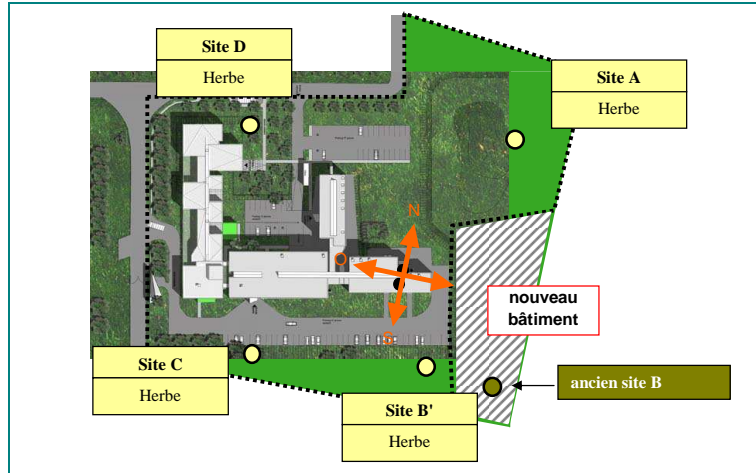 Site D
Herbe
Site A
Herbe
N
O
S
nouveau
bâtiment
Site C
Herbe
Site B'
Herbe
ancien site B